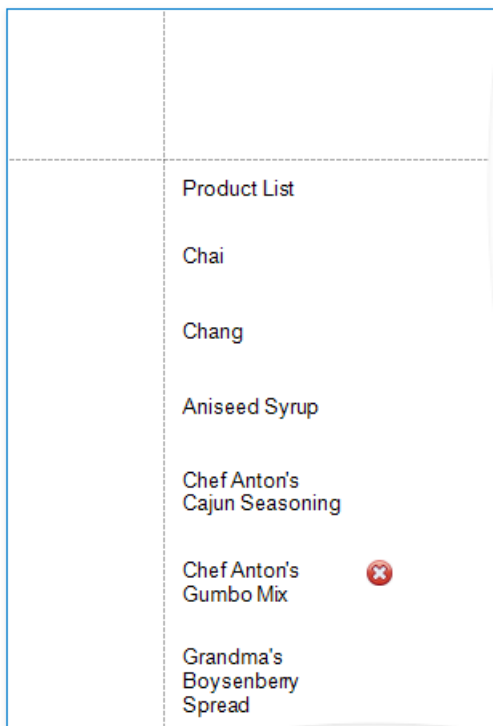 Product List
Chai
Chang
Aniseed Syrup
Chef Anton's
Cajun Seasoning
Chef Anton's
Gumbo Mix
Grandma's
Boysenberry
Spread